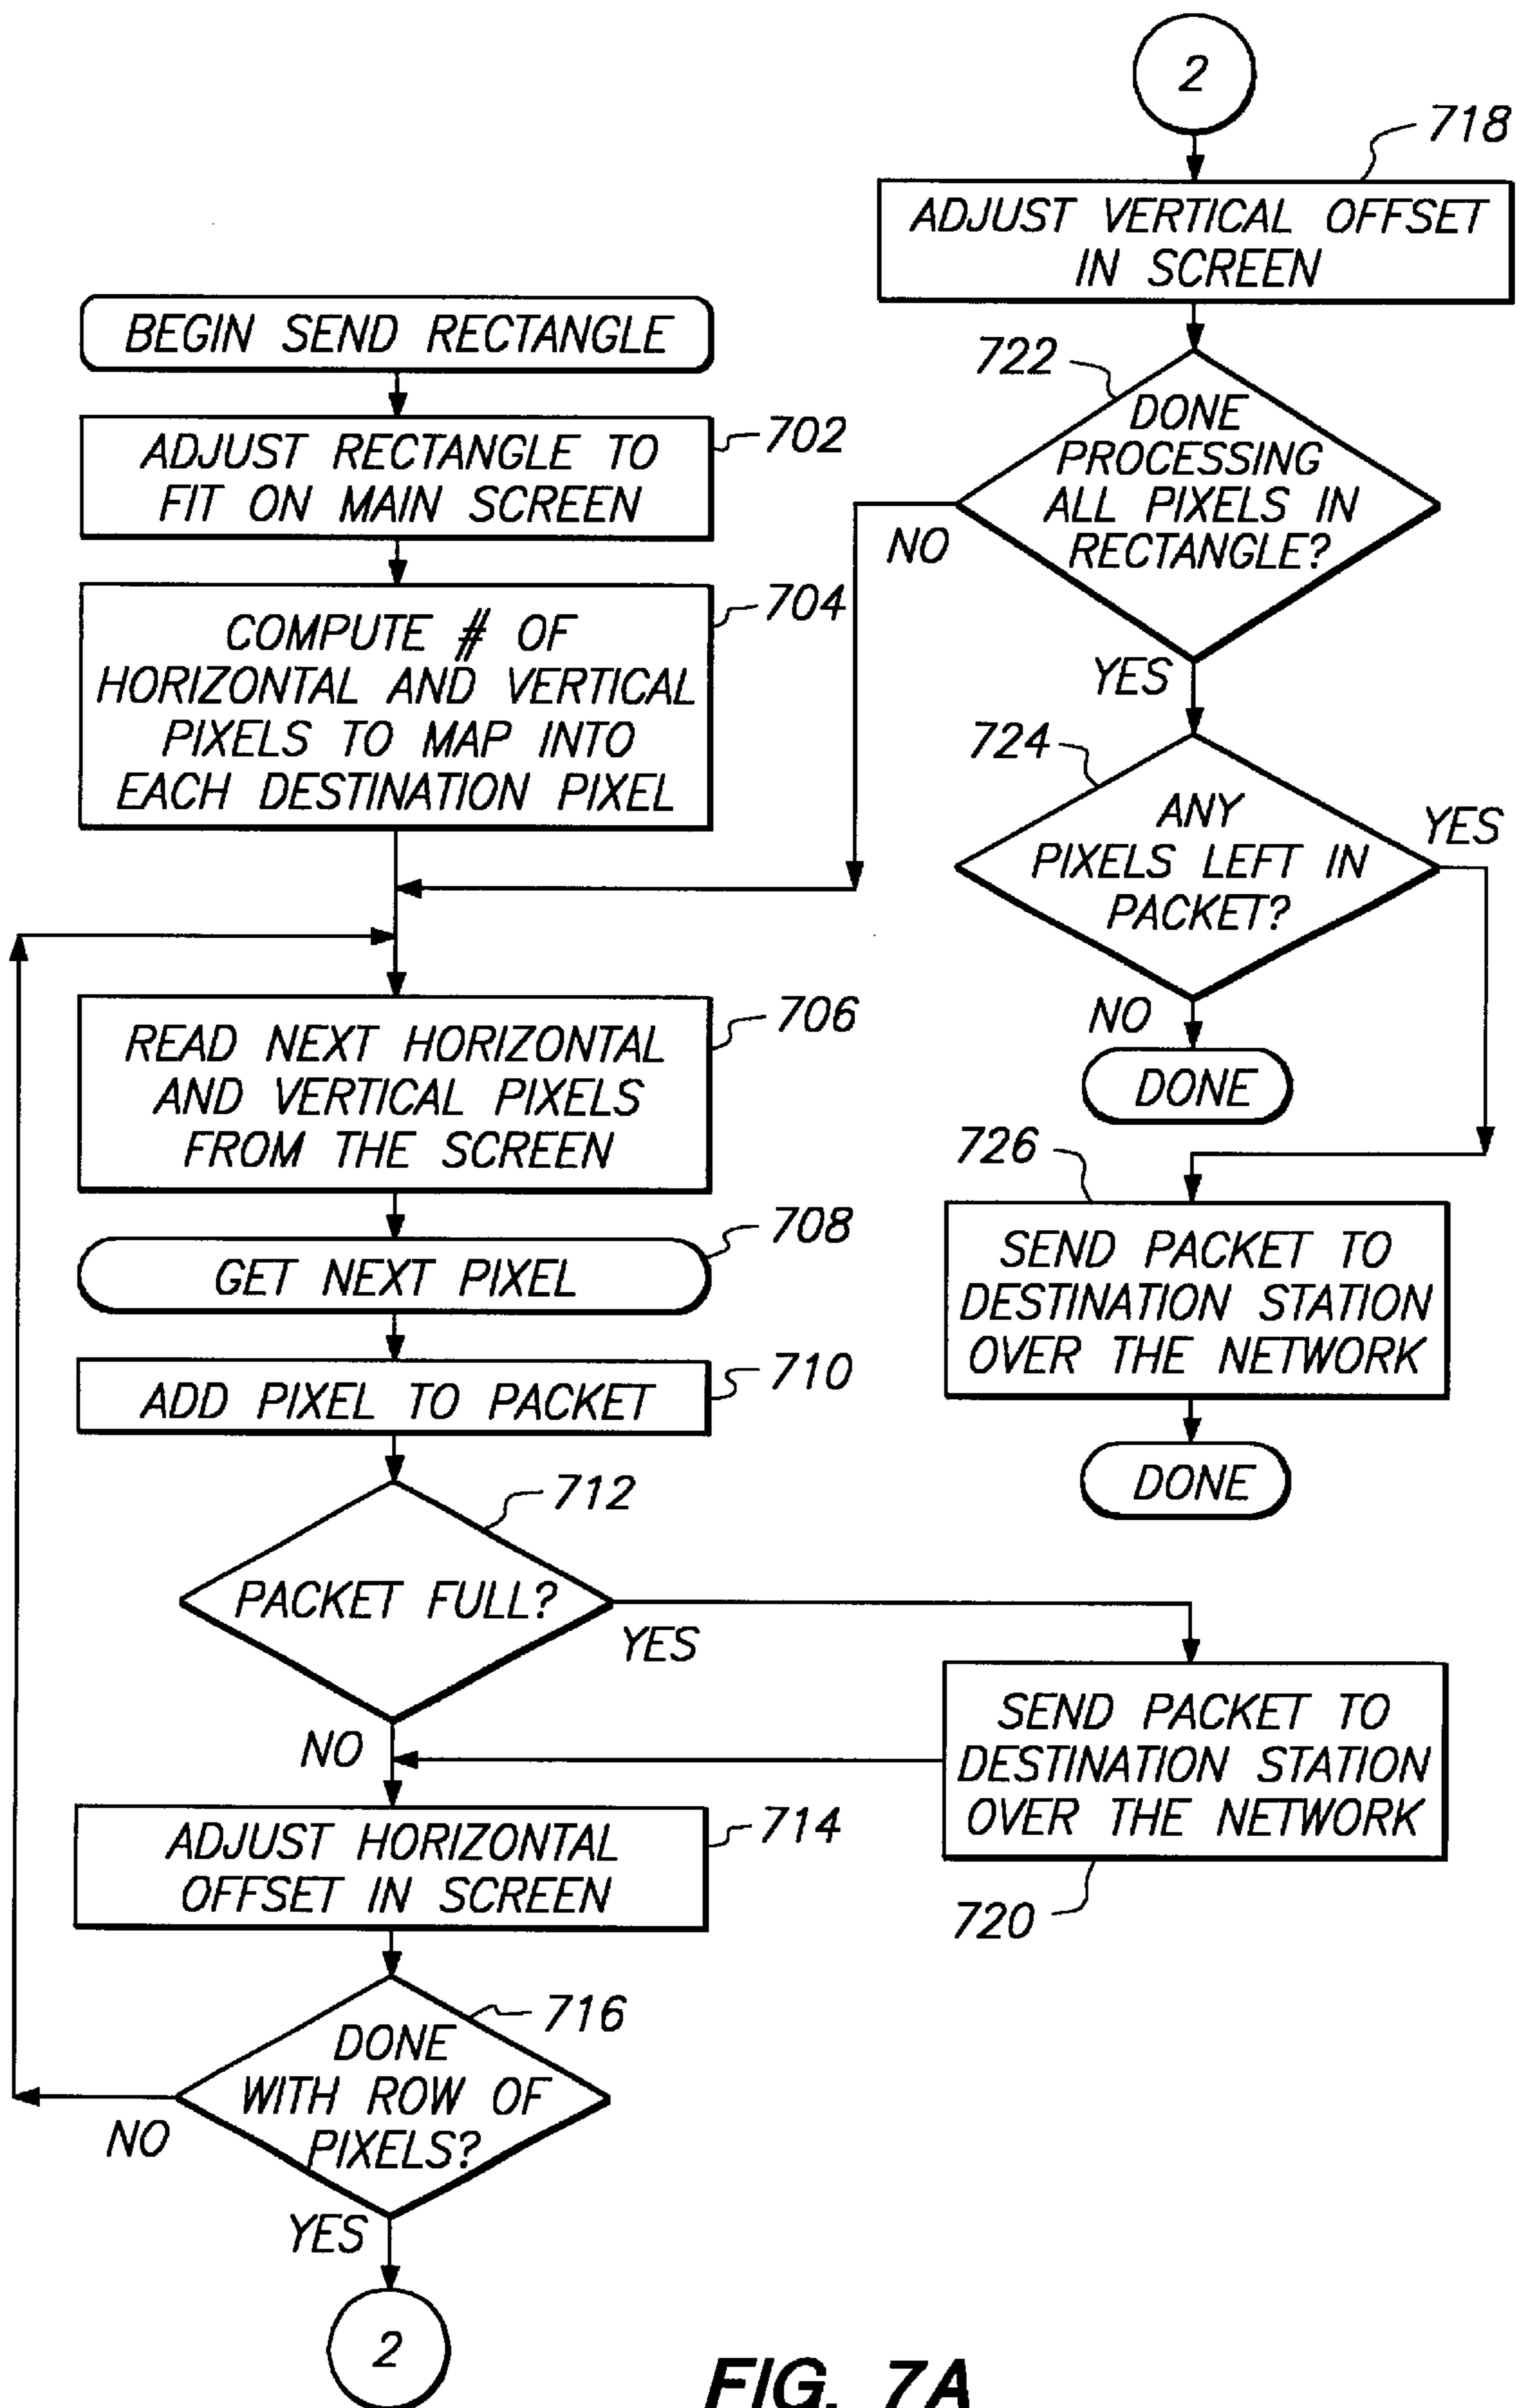 BEGIN SEND RECTANGLE
702
ADJUST RECTANGLE TO
FIT ON MAIN SCREEN
704
COMPUTE # OF
HORIZONTAL AND VERTICAL
PIXELS TO MAP INTO
EACH DESTINATION PIXEL
706
READ NEXT HORIZONTAL
AND VERTICAL PIXELS
FROM THE SCREEN
708
GET NEXT PIXEL
710
ADD PIXEL TO PACKET
712
PACKET FULL?
YES
NO
714
ADJUST HORIZONTAL
OFFSET IN SCREEN
716
DONE
WITH ROW OF
PIXELS?
NO
YES
2
2
718
ADJUST VERTICAL OFFSET
IN SCREEN
722
DONE
PROCESSING
ALL PIXELS IN
RECTANGLE?
NO
YES
724
ANY
PIXELS LEFT IN
PACKET?
YES
NO
DONE
726
SEND PACKET TO
DESTINATION STATION
OVER THE NETWORK
DONE
SEND PACKET TO
DESTINATION STATION
OVER THE NETWORK
720
FIG. 7A